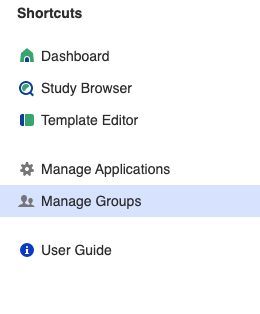 Shortcuts
Dashboard
Study Browser
Template Editor
Manage Applications
Manage Groups
User Guide